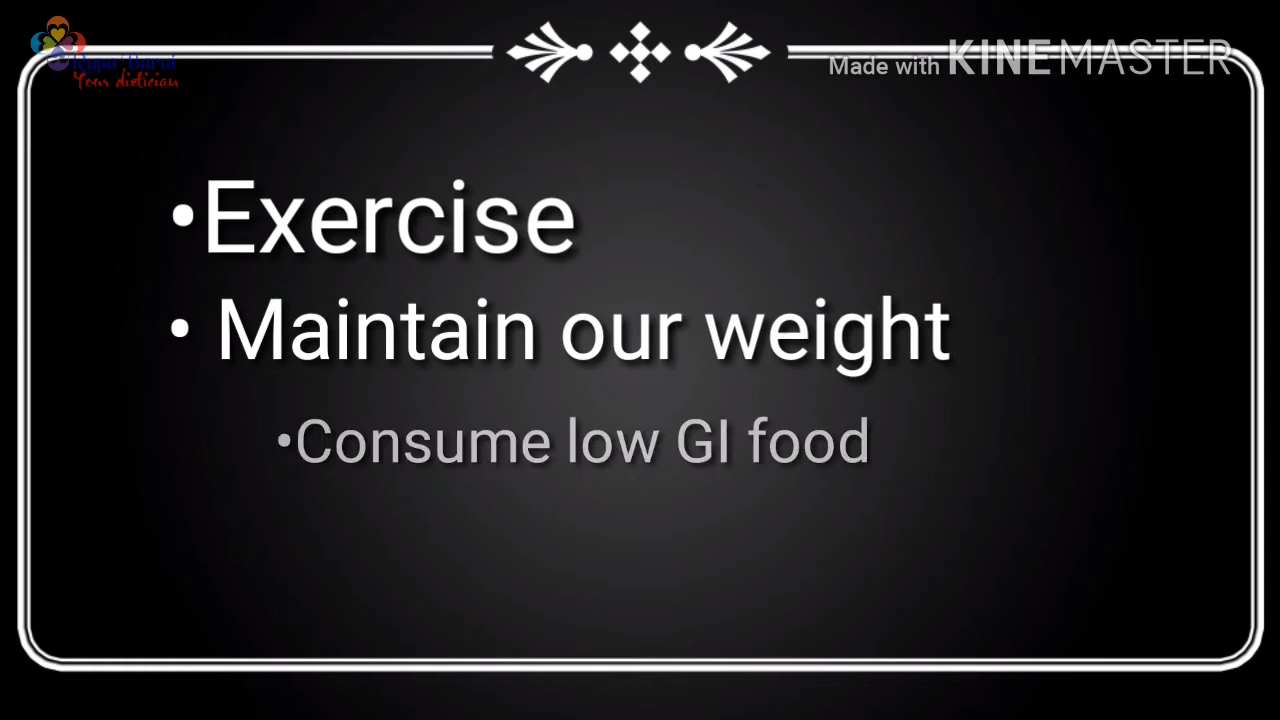 Your dietician
Made with KINEMASTER
•Exercise
• Maintain our weight
•Consume low GI food